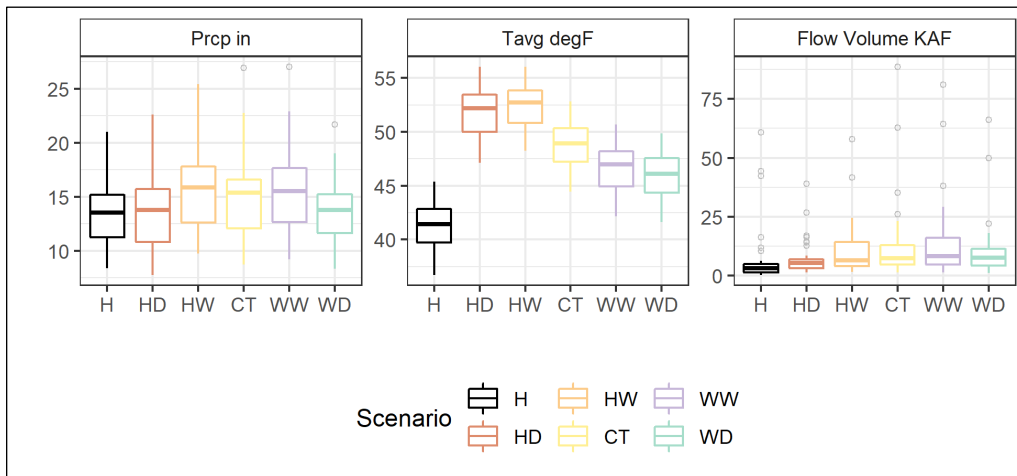 Prcp in
Tavg degF
Flow Volume KAF
25
20
15
10
55
50
45
40
75
50
25
0
H HD HW CT WW WD
H HD HW CT WW WD
H HD HW CT WW WD
Scenario
H HW WW
HD CT WD